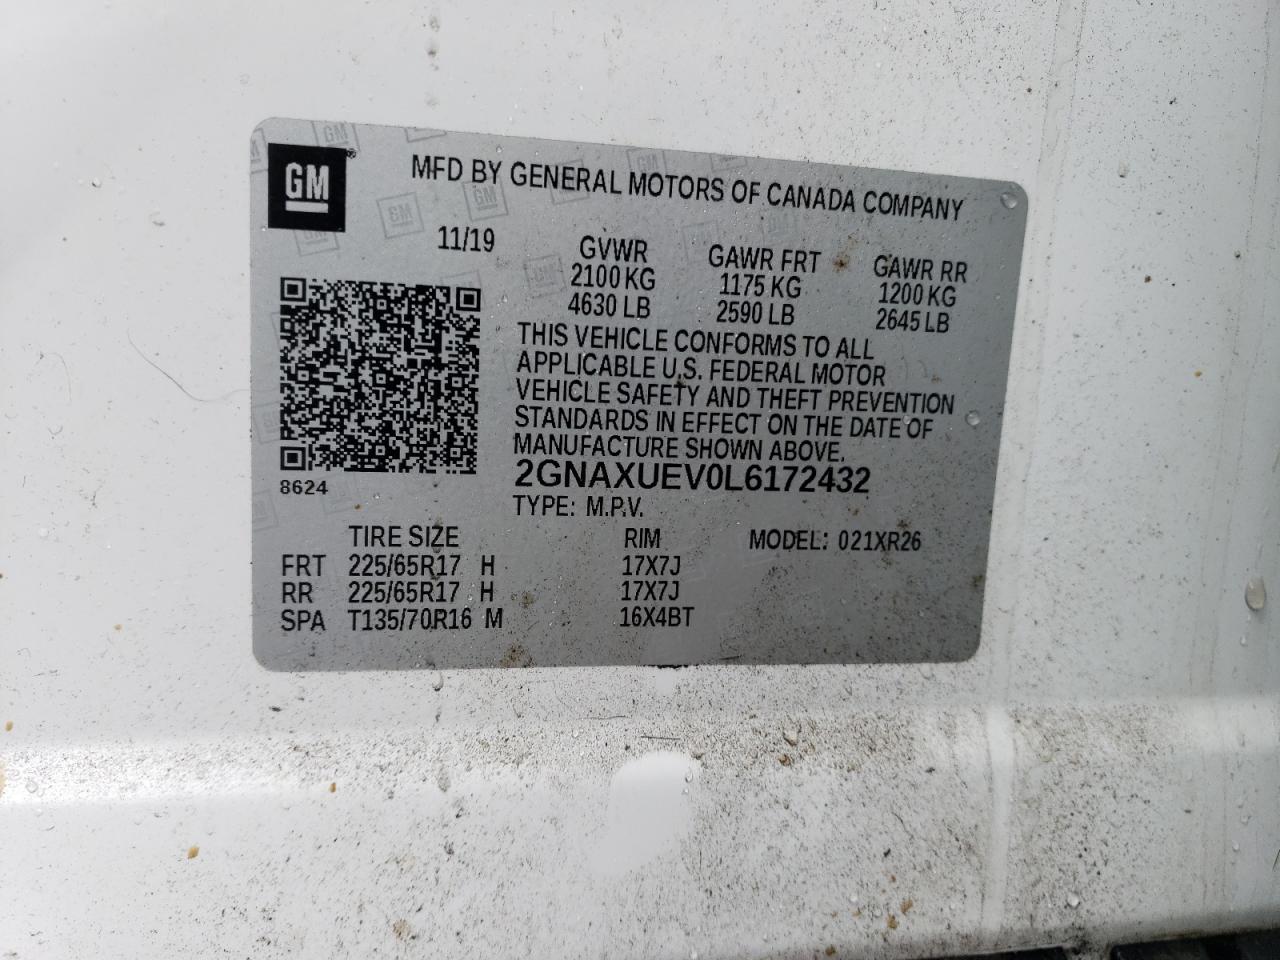 GM®
MFD BY GENERAL MOTORS OF CANADA COMPANY
11/19
GVWR GAWR FRT GAWR RR
2100 KG 1175 KG 1200 KG
4630 LB 2590 LB 2645 LB
THIS VEHICLE CONFORMS TO ALL
APPLICABLE U.S. FEDERAL MOTOR
VEHICLE SAFETY AND THEFT PREVENTION
STANDARDS IN EFFECT ON THE DATE OF
MANUFACTURE SHOWN ABOVE.
2GNAXUEV0L6172432
8624
TYPE: M.P.V.
TIRE SIZE RIM MODEL: 021XR26
FRT 225/65R17 H 17X7J
RR 225/65R17 H 17X7J
SPA T135/70R16 M 16X4BT